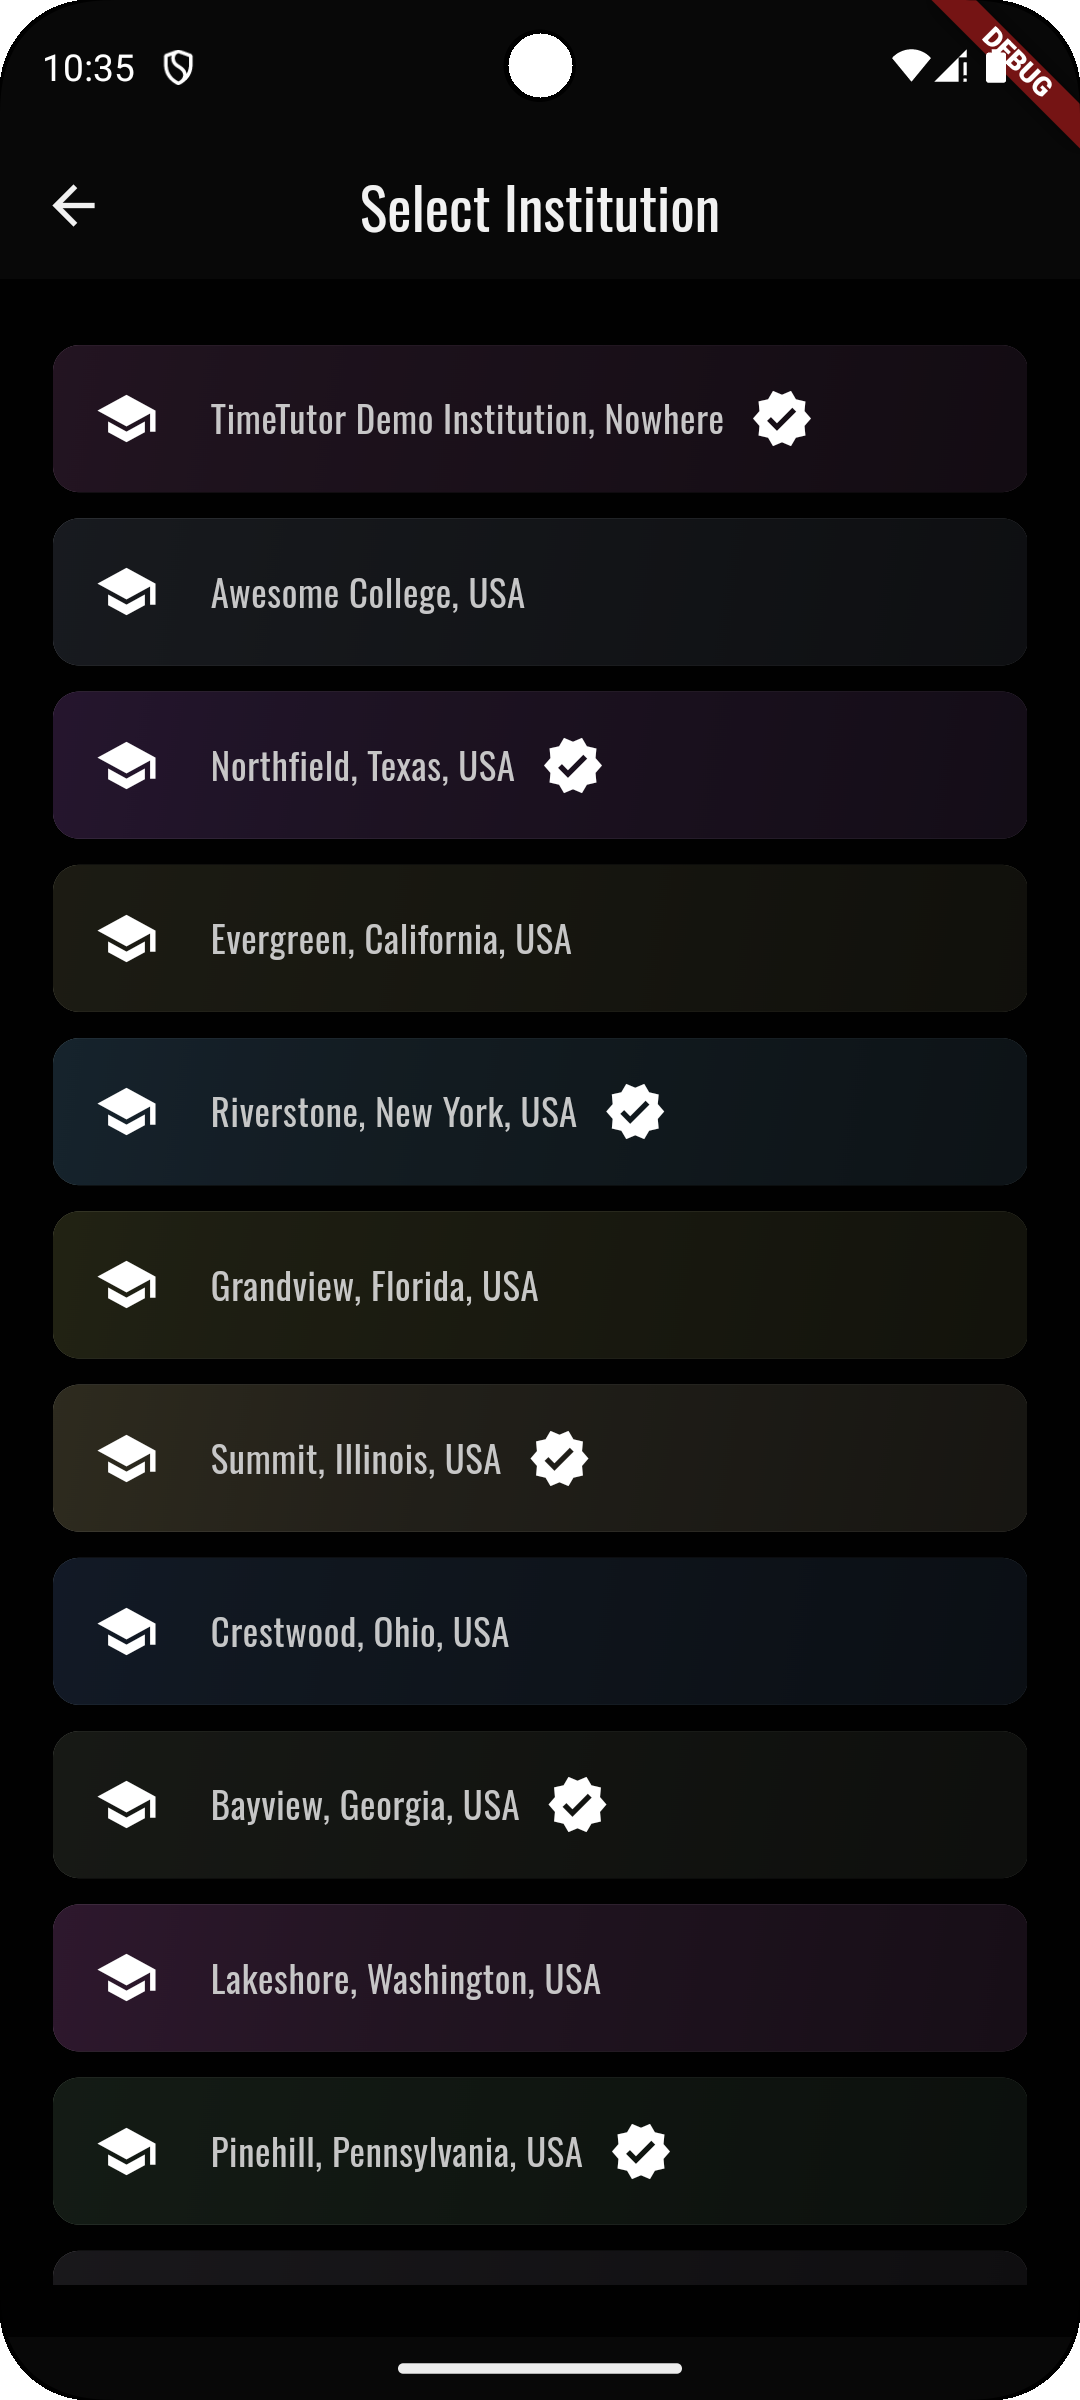 10:35
DEBUG
Select Institution
TimeTutor Demo Institution, Nowhere
Awesome College, USA
Northfield, Texas, USA
Evergreen, California, USA
Riverstone, New York, USA
Grandview, Florida, USA
Summit, Illinois, USA
Crestwood, Ohio, USA
Bayview, Georgia, USA
Lakeshore, Washington, USA
Pinehill, Pennsylvania, USA